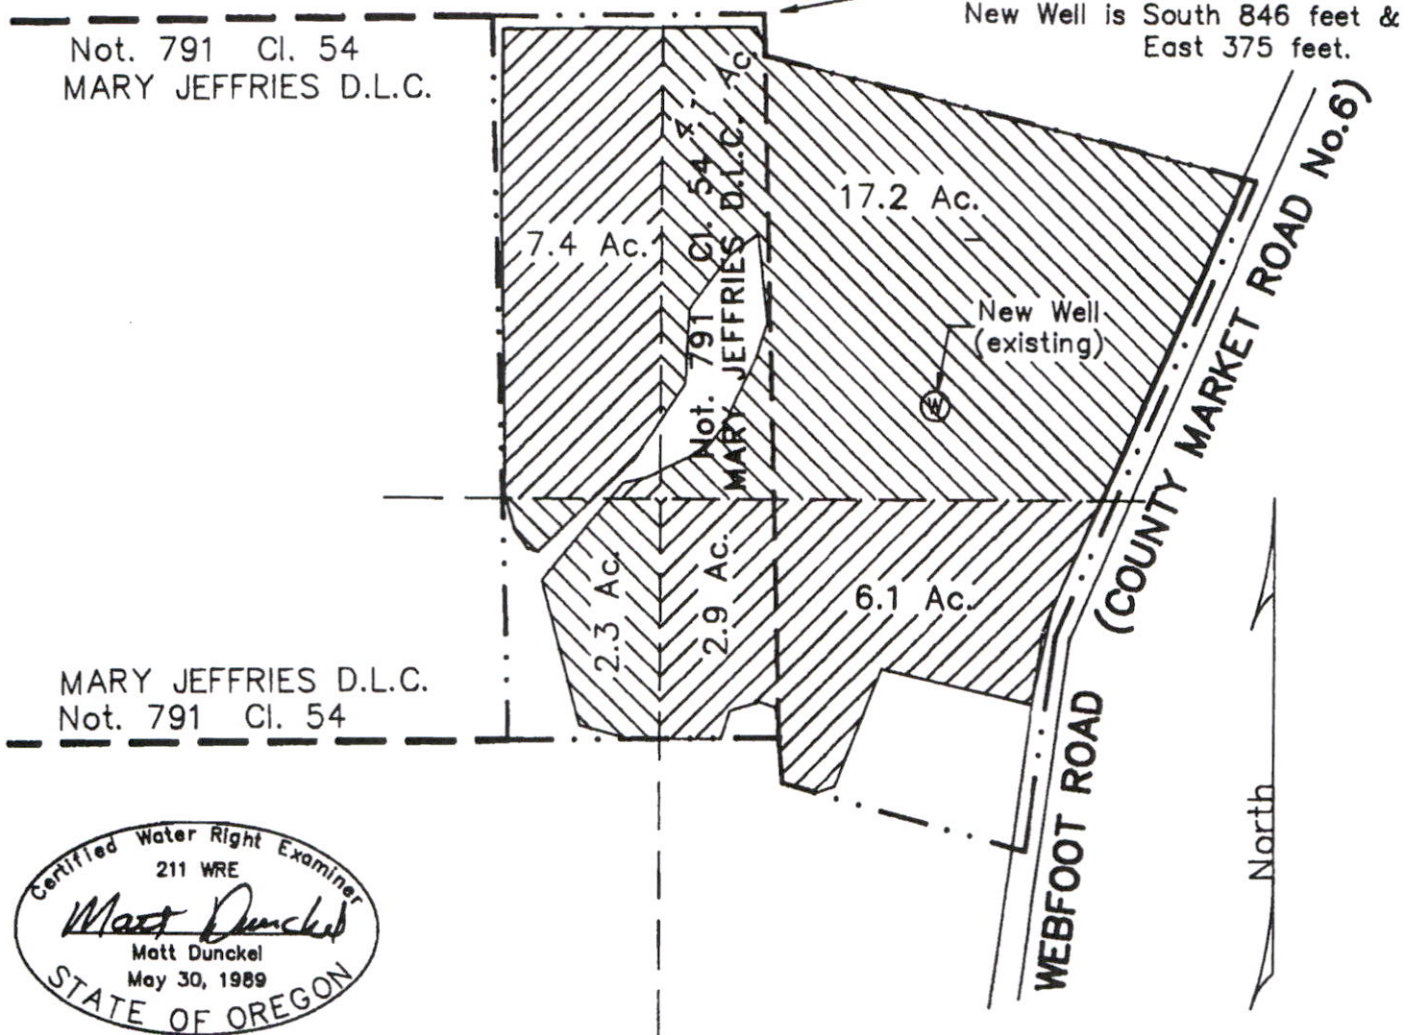 New Well is South 846 feet &
East 375 feet.
Not. 791 Cl. 54
MARY JEFFRIES D.L.C.
17.2 Ac.
7.4 Ac.
Not. 791 Cl. 54 &
MARY JEFFRIES D.L.C. Ac.
New Well
(existing)
W
2.3 Ac.
2.9 Ac.
6.1 Ac.
MARY JEFFRIES D.L.C.
Not. 791 Cl. 54
WEBFOOT ROAD (COUNTY MARKET ROAD No.6)
North
Certified Water Right Examiner
211 WRE
Matt Dunckel
Matt Dunckel
May 30, 1989
STATE OF OREGON